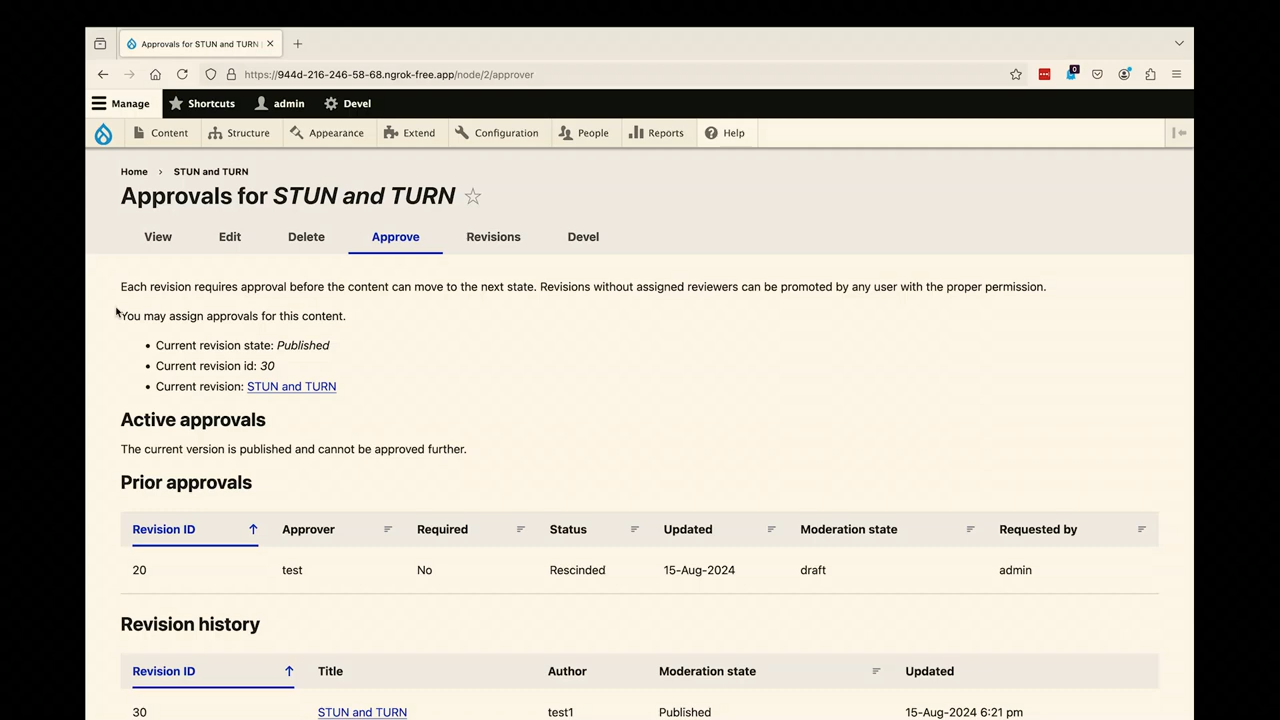 Approvals for STUN and TURN
https://944d-216-246-58-68.ngrok-free.app/node/2/approver
0
Manage Shortcuts admin Devel
Content Structure Appearance Extend Configuration People Reports Help
Home › STUN and TURN
Approvals for STUN and TURN
View Edit Delete Approve Revisions Devel
Each revision requires approval before the content can move to the next state. Revisions without assigned reviewers can be promoted by any user with the proper permission.
You may assign approvals for this content.
• Current revision state: Published
• Current revision id: 30
• Current revision: STUN and TURN
Active approvals
The current version is published and cannot be approved further.
Prior approvals
Revision ID Approver Required Status Updated Moderation state Requested by
20 test No Rescinded 15-Aug-2024 draft admin
Revision history
Revision ID Title Author Moderation state Updated
30 STUN and TURN test1 Published 15-Aug-2024 6:21 pm